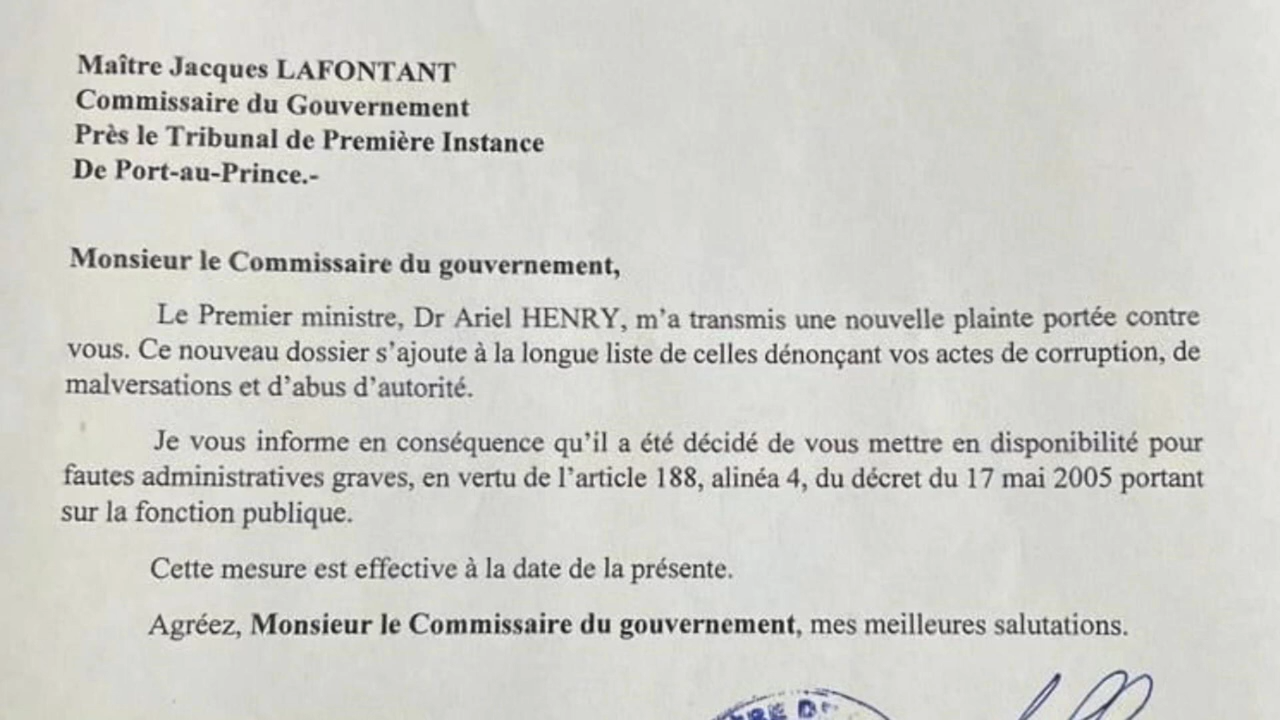 Maître Jacques LAFONTANT
Commissaire du Gouvernement
Près le Tribunal de Première Instance
De Port-au-Prince.-
Monsieur le Commissaire du gouvernement,
Le Premier ministre, Dr Ariel HENRY, m’a transmis une nouvelle plainte portée contre
vous. Ce nouveau dossier s’ajoute à la longue liste de celles dénonçant vos actes de corruption, de
malversations et d’abus d’autorité.
Je vous informe en conséquence qu’il a été décidé de vous mettre en disponibilité pour
fautes administratives graves, en vertu de l’article 188, alinéa 4, du décret du 17 mai 2005 portant
sur la fonction publique.
Cette mesure est effective à la date de la présente.
Agréez, Monsieur le Commissaire du gouvernement, mes meilleures salutations.